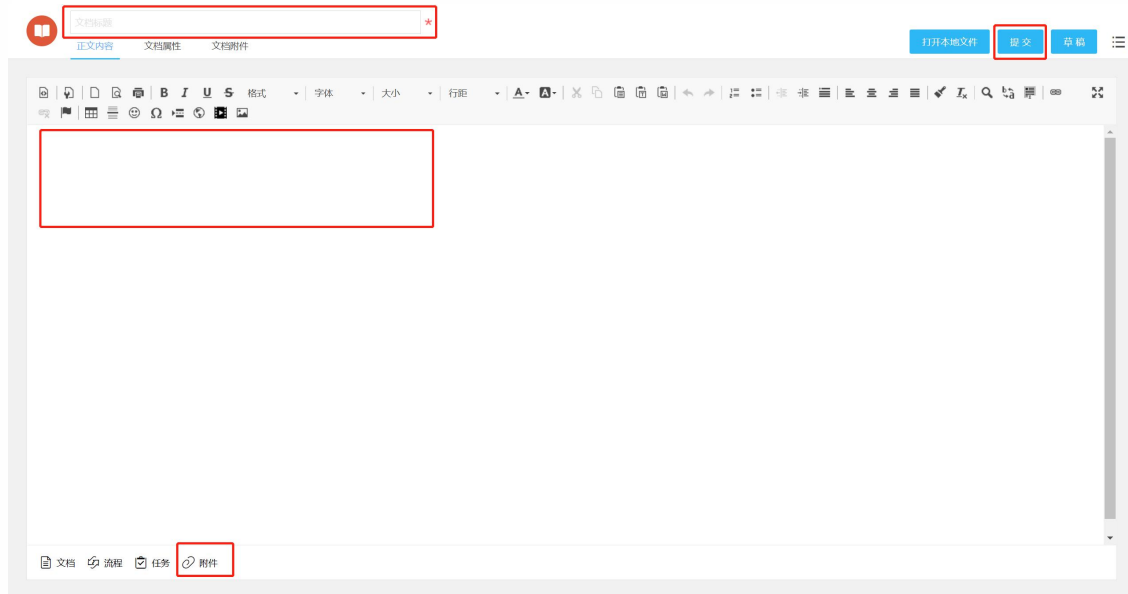 文档标题 *
正文内容 文档属性 文档附件
打开本地文件 提交 草稿
B I U S 格式 字体 大小 行距 A A
Ω
文档 流程 任务 附件